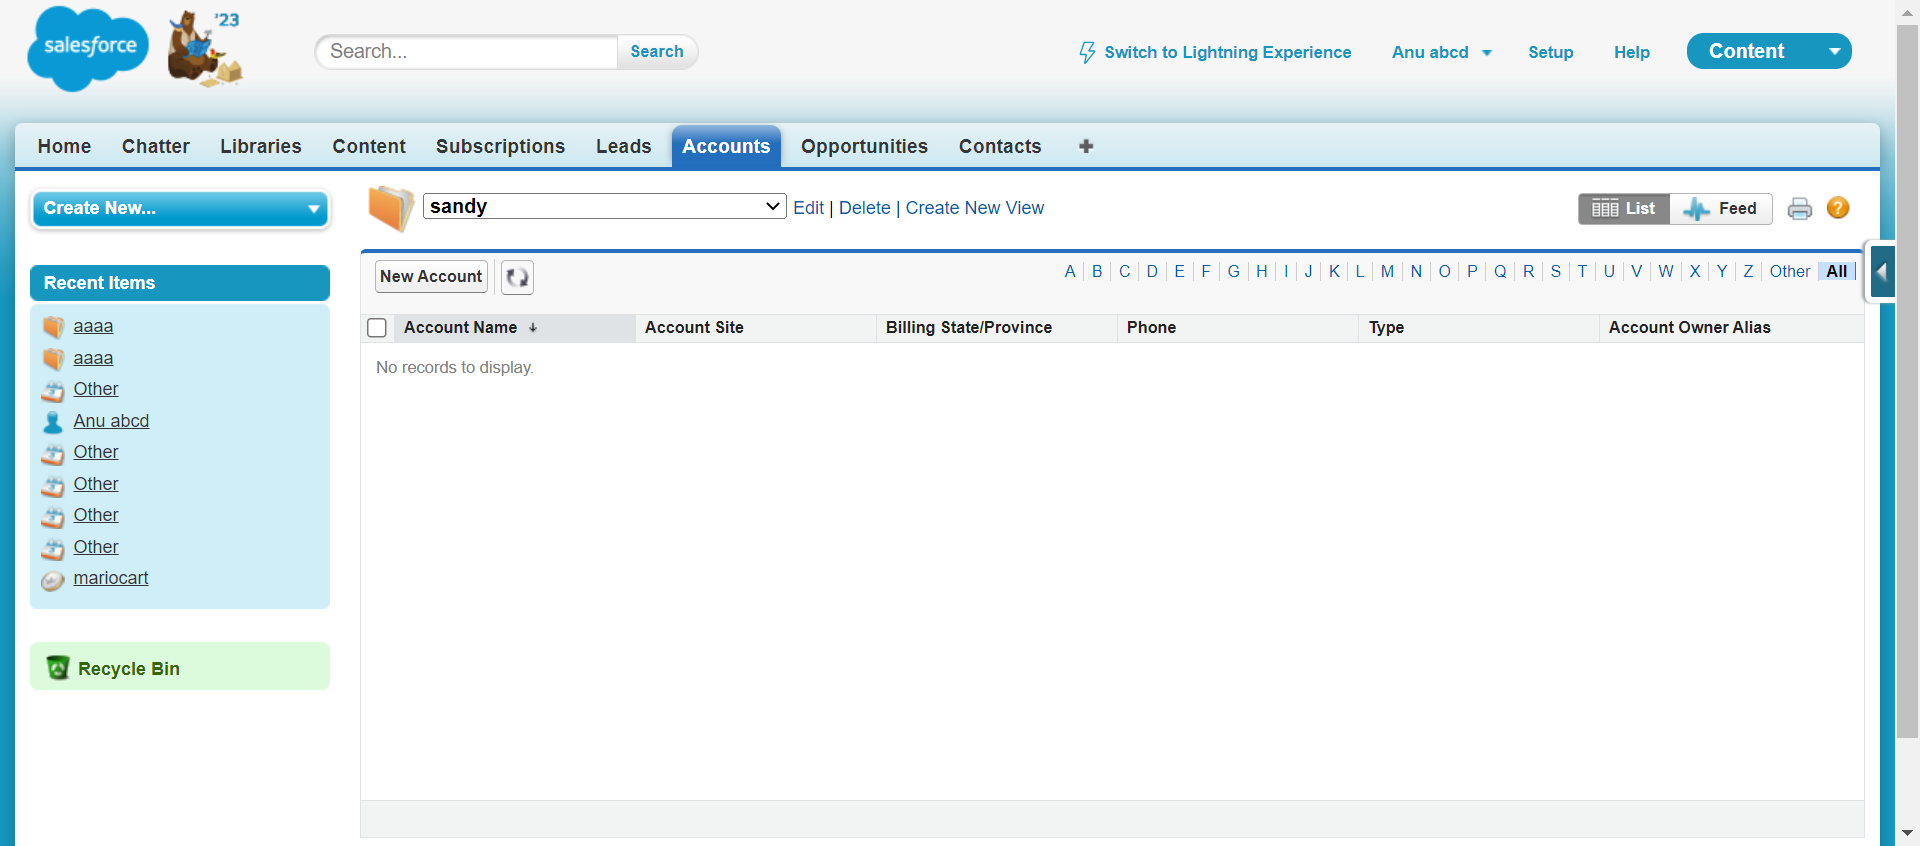 salesforce
'23
Search...
Search
Switch to Lightning Experience
Anu abcd
Setup
Help
Content
Home
Chatter
Libraries
Content
Subscriptions
Leads
Accounts
Opportunities
Contacts
Create New...
sandy
Edit | Delete | Create New View
List
Feed
Recent Items
aaaa
aaaa
Other
Anu abcd
Other
Other
Other
Other
mariocart
Recycle Bin
New Account
A | B | C | D | E | F | G | H | I | J | K | L | M | N | O | P | Q | R | S | T | U | V | W | X | Y | Z | Other | All
Account Name
Account Site
Billing State/Province
Phone
Type
Account Owner Alias
No records to display.